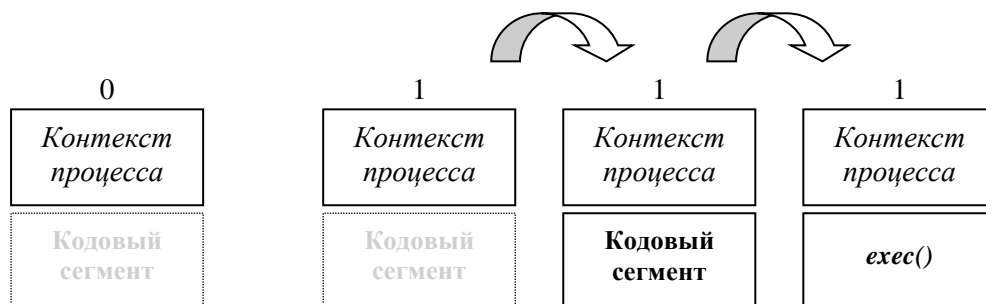 0 1 1 1
Контекст Контекст Контекст Контекст
процесса процесса процесса процесса
Кодовый Кодовый Кодовый exec()
сегмент сегмент сегмент